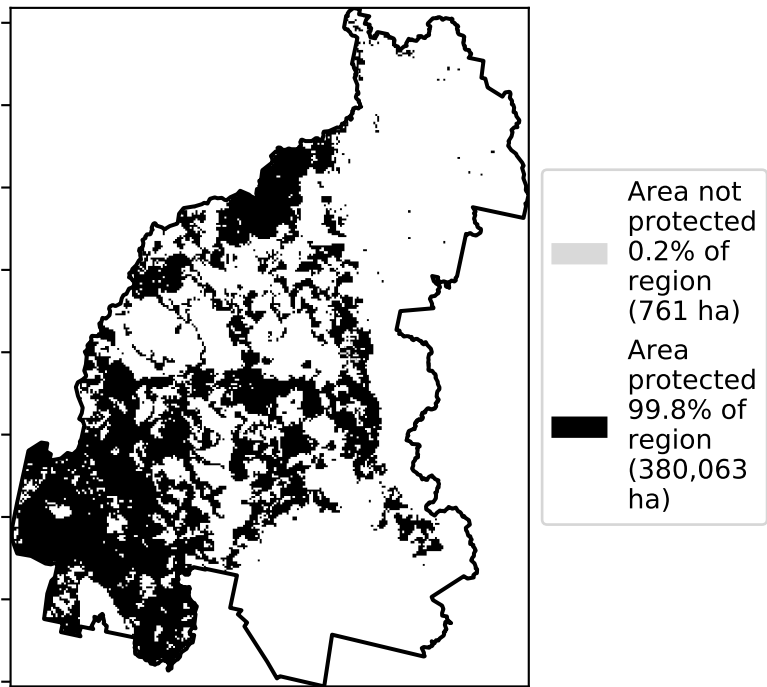 Area not
protected
0.2% of
region
(761 ha)
Area
protected
99.8% of
region
(380,063
ha)